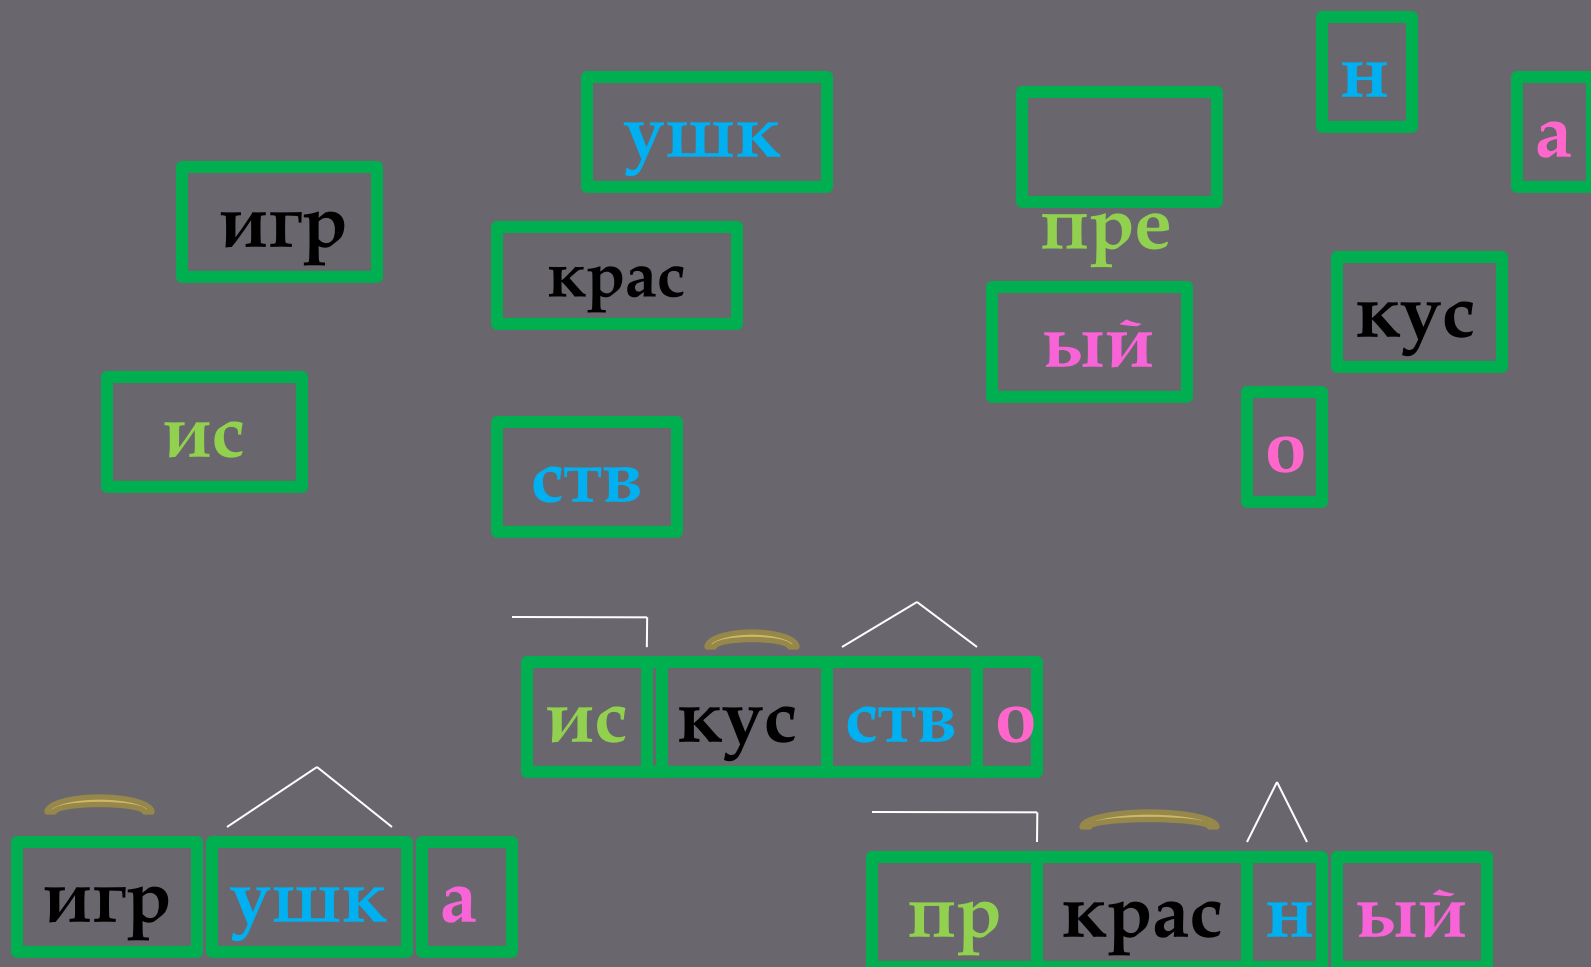 н
ушк
а
игр
пре
крас
кус
ый
ис
о
ств
ис кус ств о
игр ушк а
пр крас н ый